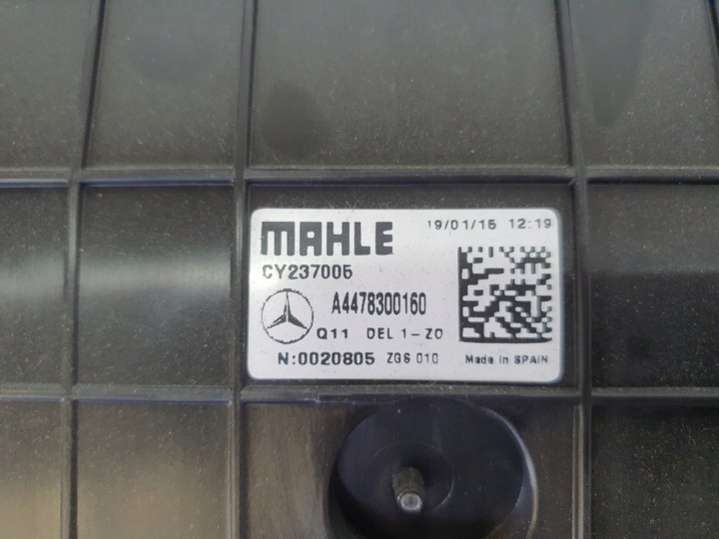 MAHLE
19/01/15 12:19
CY237005
A4478300160
Q11 DEL 1-ZO
N:0020805 ZGS 010
Made in SPAIN